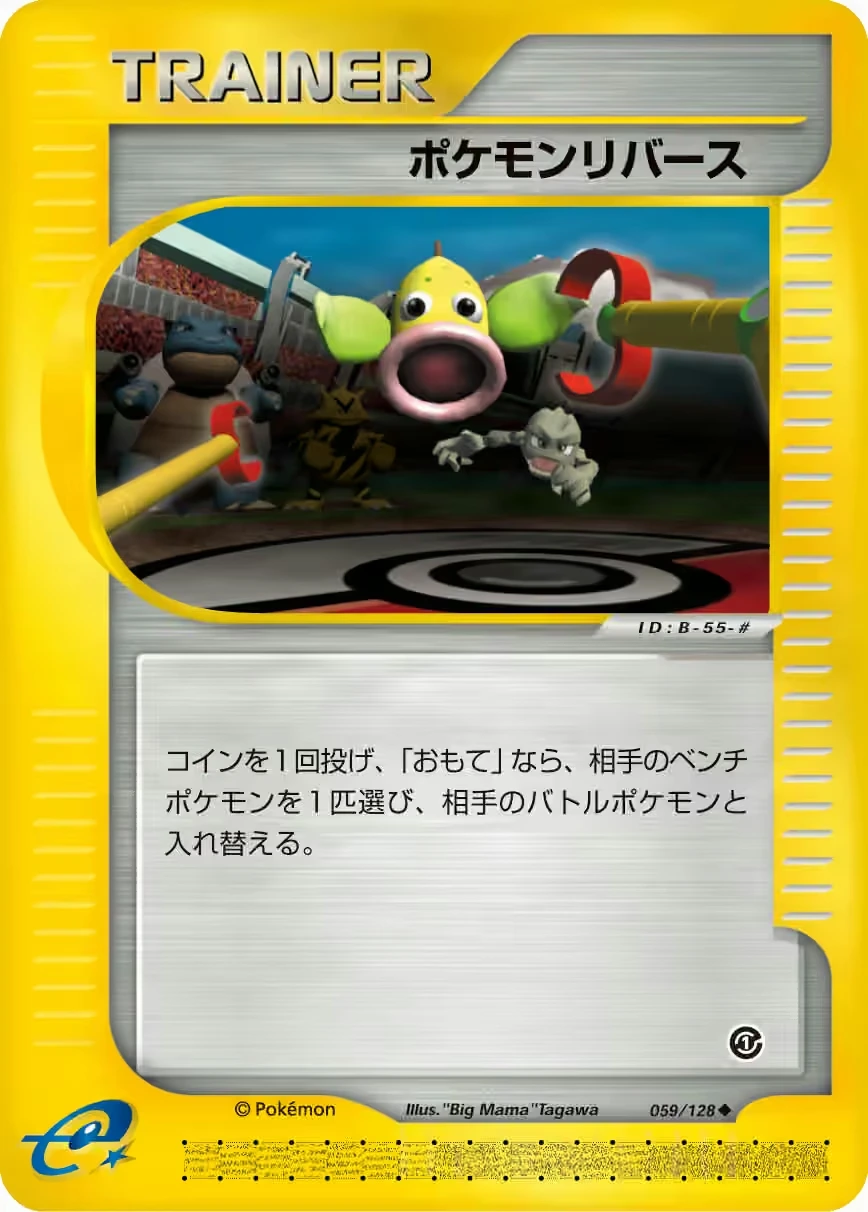 TRAINER
ポケモンリバース
ID:B-55-#
コインを1回投げ、「おもて」なら、相手のベンチ
ポケモンを1匹選び、相手のバトルポケモンと
入れ替える。
1
© Pokémon
Illus."Big Mama"Tagawa
059/128◆
e